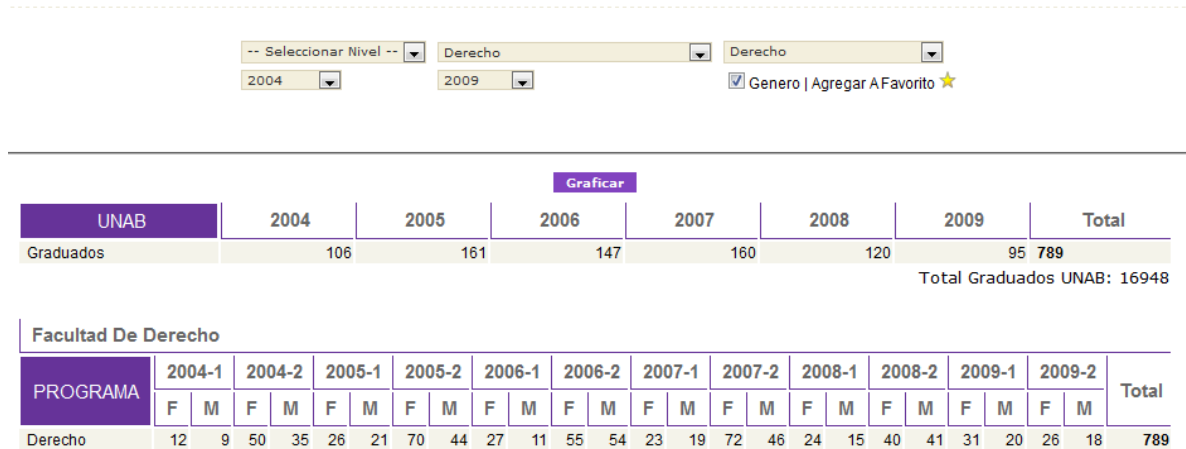 -- Seleccionar Nivel -- Derecho Derecho
2004 2009 Genero | Agregar A Favorito
Graficar
UNAB 2004 2005 2006 2007 2008 2009 Total
Graduados 106 161 147 160 120 95 789
Total Graduados UNAB: 16948
Facultad De Derecho
PROGRAMA 2004-1 2004-2 2005-1 2005-2 2006-1 2006-2 2007-1 2007-2 2008-1 2008-2 2009-1 2009-2 Total
F M F M F M F M F M F M F M F M F M F M F M F M
Derecho 12 9 50 35 26 21 70 44 27 11 55 54 23 19 72 46 24 15 40 41 31 20 26 18 789